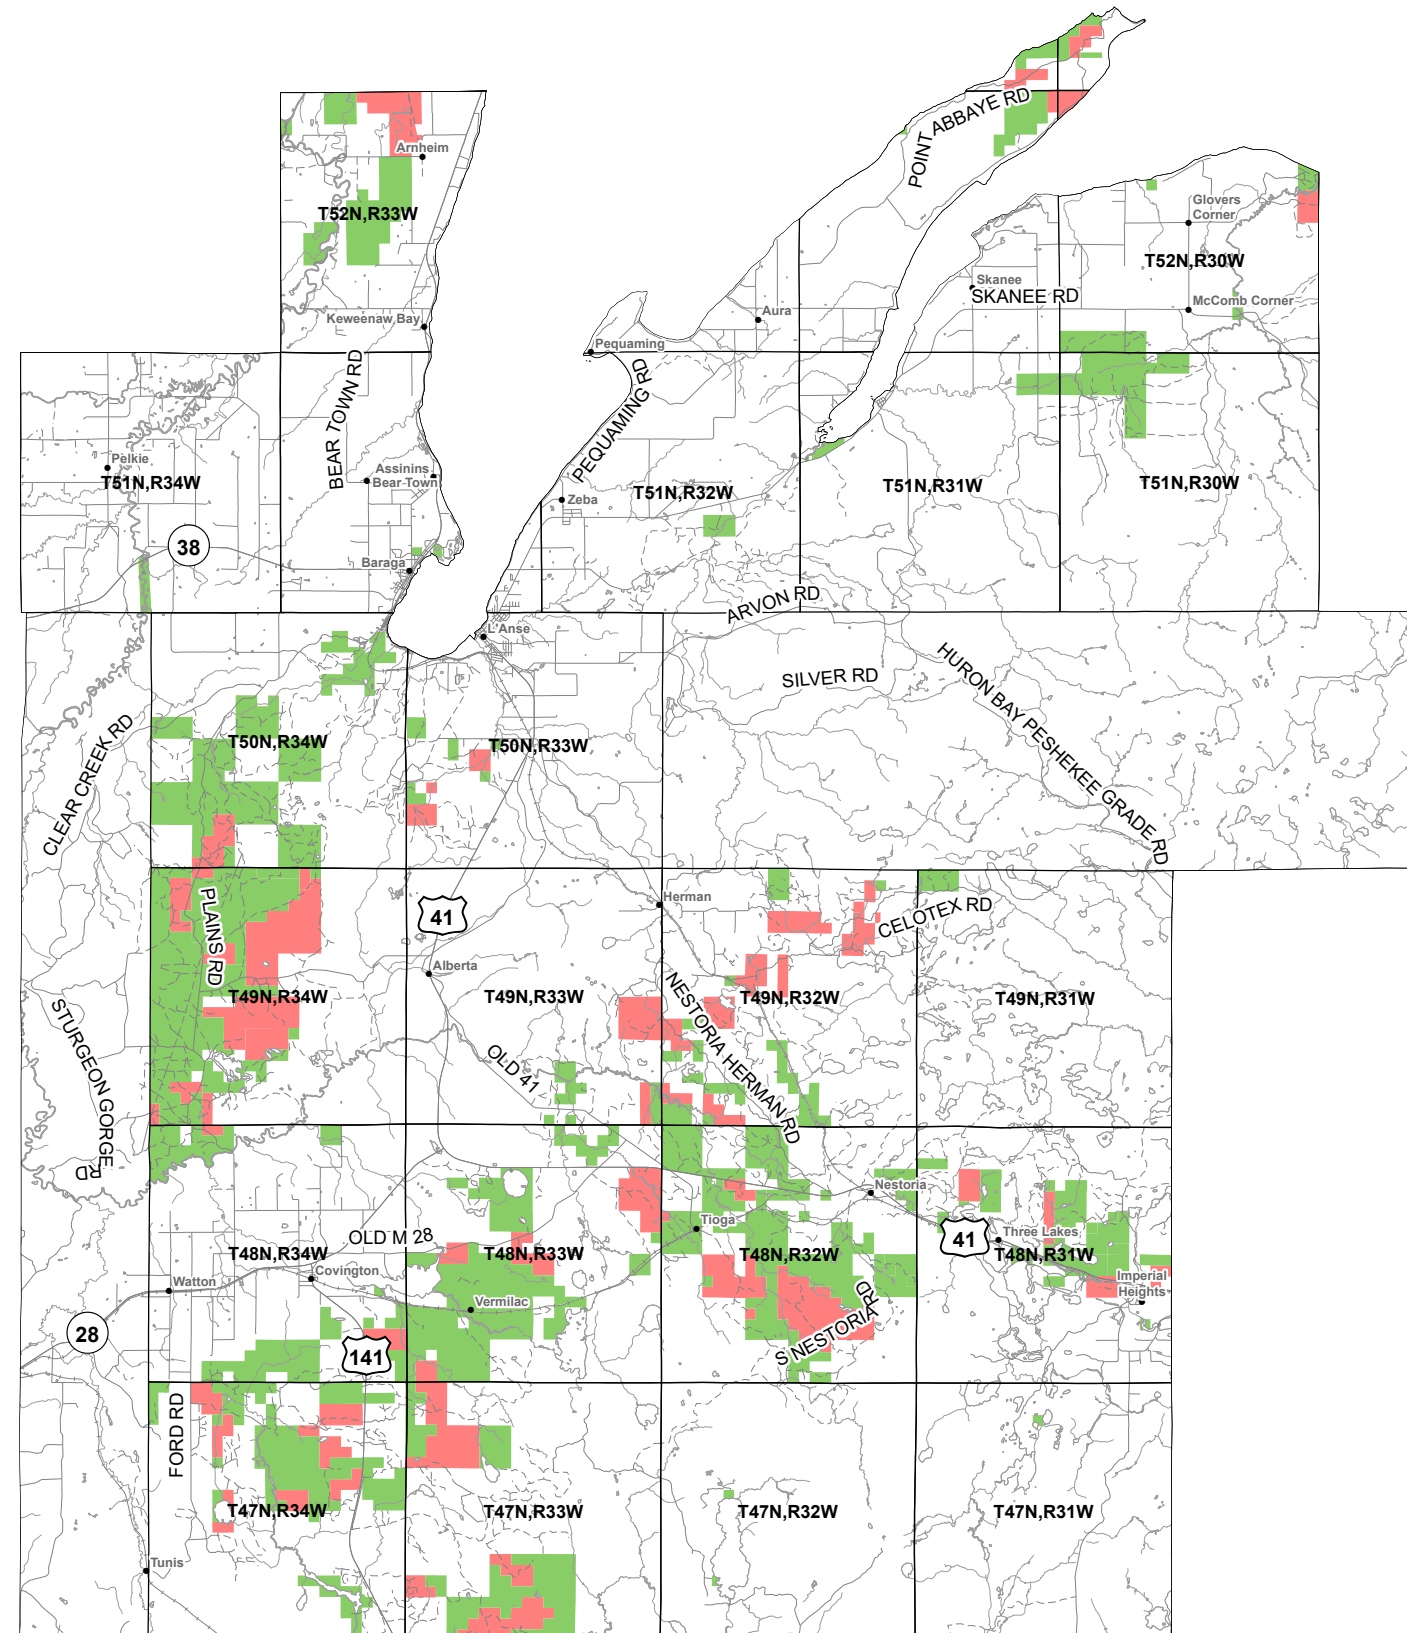 POINT ABBAYE RD
Arnheim
T52N,R33W
Glovers
Corner
T52N,R30W
Skanee
SKANEE RD
McComb Corner
Aura
Keweenaw Bay
Pequaming
BEAR TOWN RD
PEQUAMING RD
Pelkie
T51N,R34W
Assinins
Bear Town
Zeba
T51N,R32W
T51N,R31W
T51N,R30W
38
Baraga
ARVON RD
L'Anse
SILVER RD
HURON BAY PESHEKEE GRADE RD
CLEAR CREEK RD
T50N,R34W
T50N,R33W
PLAINS RD
41
Herman
CELOTEX RD
Alberta
T49N,R34W
T49N,R33W
T49N,R32W
T49N,R31W
STURGEON GORGE
RD
OLD 41
NESTORIA HERMAN RD
Nestoria
Tioga
OLD M 28
T48N,R34W
T48N,R33W
T48N,R32W
41
Three Lakes
T48N,R31W
Covington
Watton
Imperial
Heights
Vermilac
28
141
S NESTORIA
RD
FORD RD
T47N,R34W
T47N,R33W
T47N,R32W
T47N,R31W
Tunis